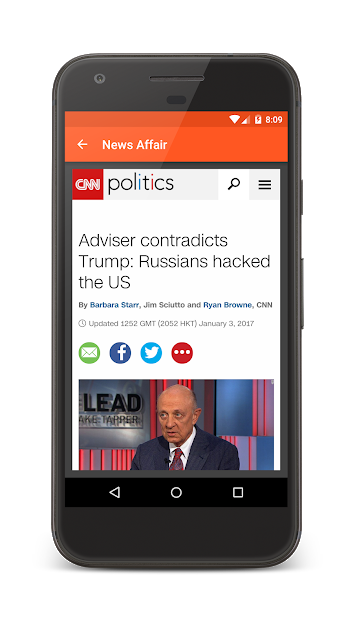 8:09
News Affair
CNN politics
Adviser contradicts
Trump: Russians hacked
the US
By Barbara Starr, Jim Sciutto and Ryan Browne, CNN
Updated 1252 GMT (2052 HKT) January 3, 2017
LEAD
AKE TAPPER